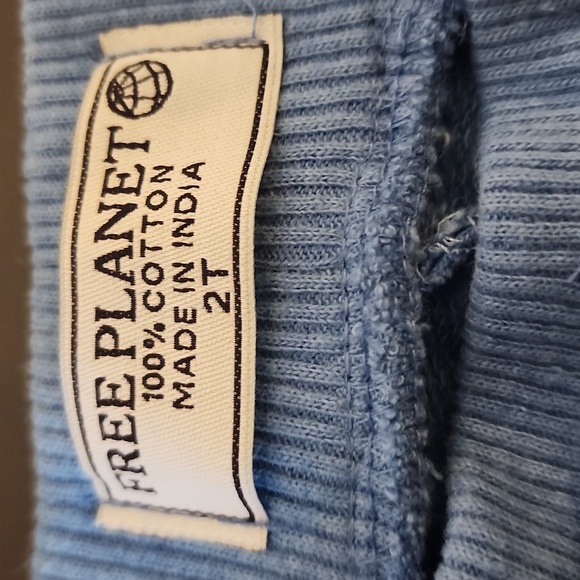 FREE PLANET
100% COTTON
MADE IN INDIA
2T